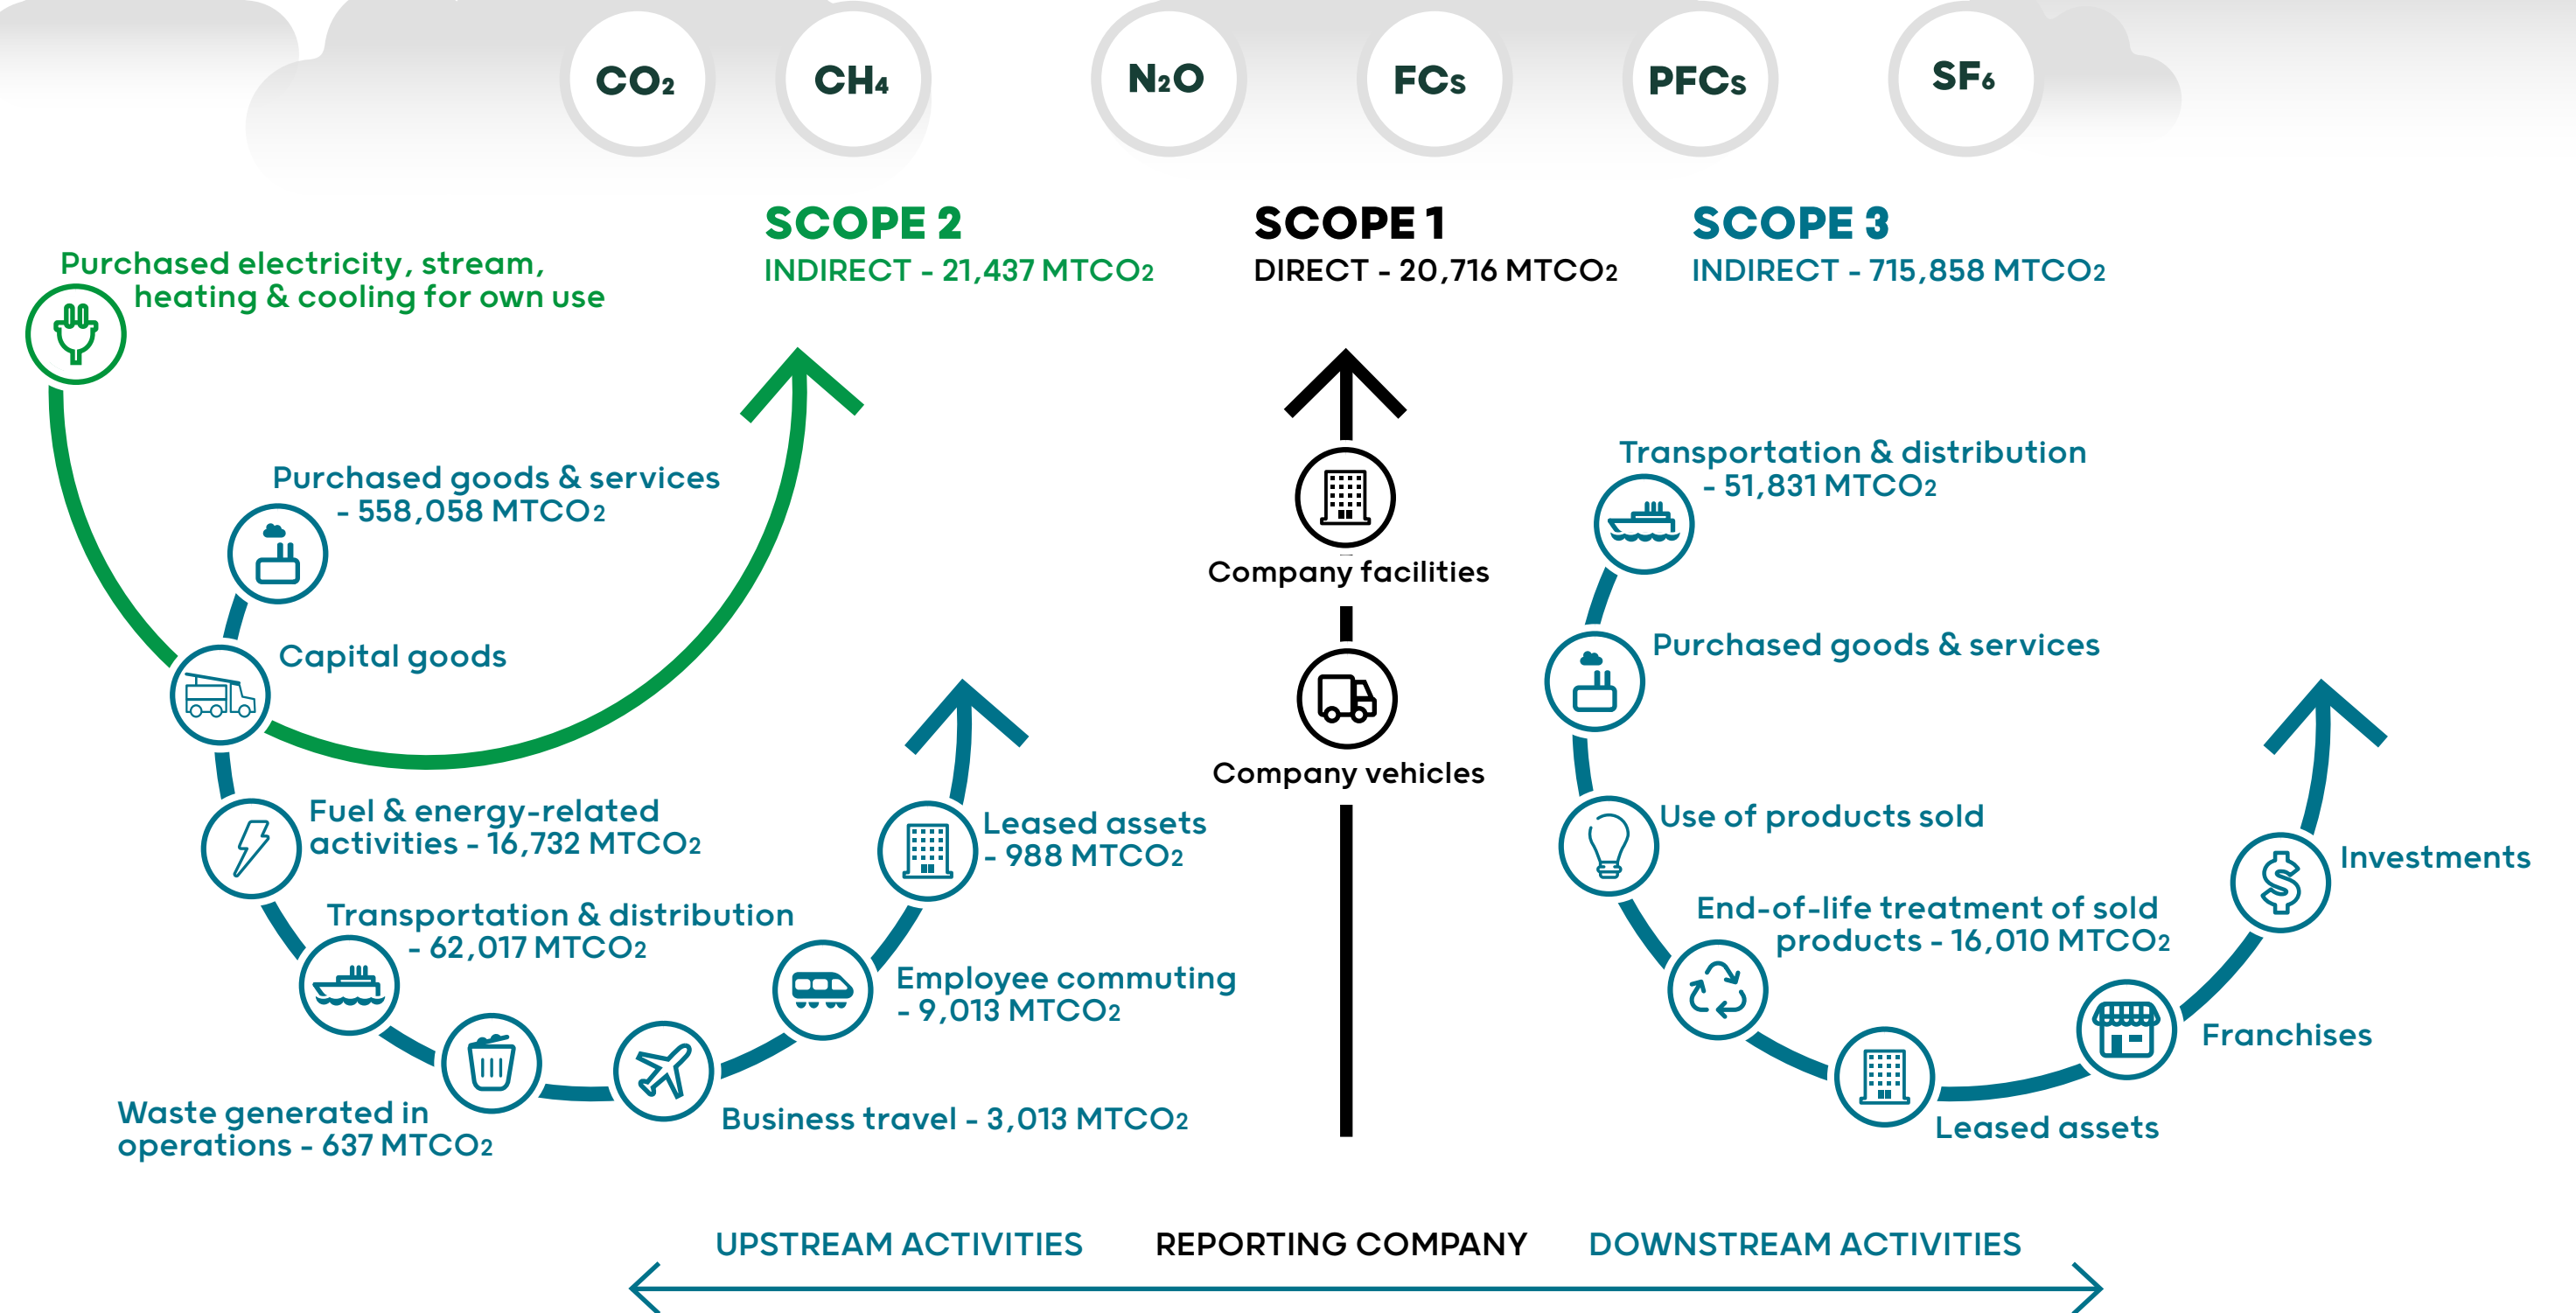 CO₂
CH₄
N₂O
FCs
PFCs
SF₆
SCOPE 2
INDIRECT - 21,437 MTCO₂
SCOPE 1
DIRECT - 20,716 MTCO₂
SCOPE 3
INDIRECT - 715,858 MTCO₂
Purchased electricity, stream,
heating & cooling for own use
Purchased goods & services
- 558,058 MTCO₂
Capital goods
Fuel & energy-related
activities - 16,732 MTCO₂
Transportation & distribution
- 62,017 MTCO₂
Waste generated in
operations - 637 MTCO₂
Business travel - 3,013 MTCO₂
Employee commuting
- 9,013 MTCO₂
Leased assets
- 988 MTCO₂
Company facilities
Company vehicles
Transportation & distribution
- 51,831 MTCO₂
Purchased goods & services
Use of products sold
End-of-life treatment of sold
products - 16,010 MTCO₂
Leased assets
Franchises
Investments
UPSTREAM ACTIVITIES
REPORTING COMPANY
DOWNSTREAM ACTIVITIES